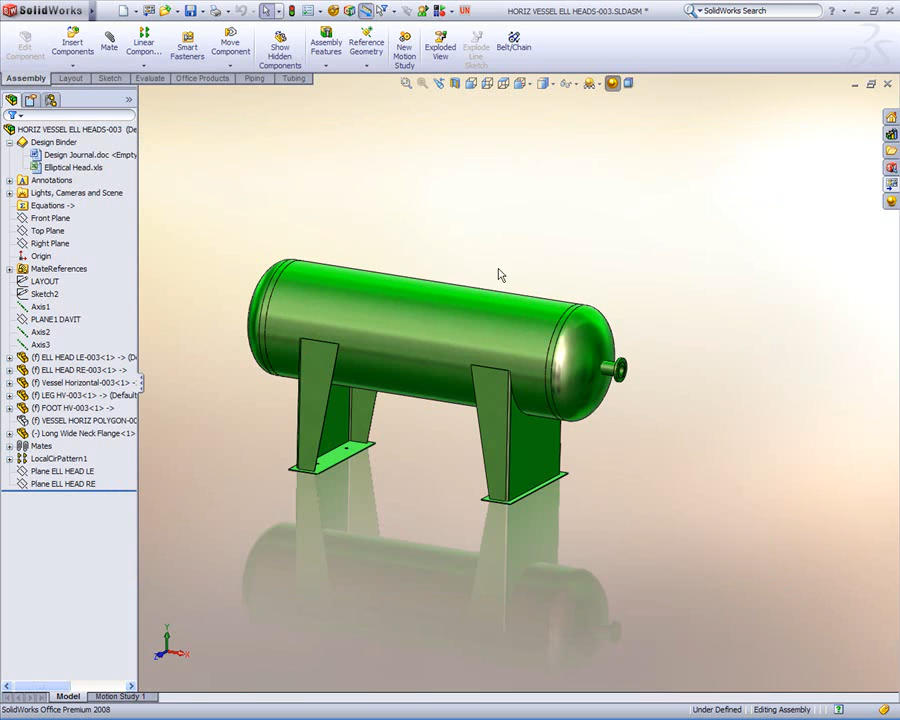 SolidWorks
HORIZ VESSEL ELL HEADS-003.SLDASM *
SolidWorks Search
UN
Edit
Component
Insert
Components
Mate
Linear
Compon...
Smart
Fasteners
Move
Component
Show
Hidden
Components
Assembly
Features
Reference
Geometry
New
Motion
Study
Exploded
View
Explode
Line
Sketch
Belt/Chain
Assembly
Layout
Sketch
Evaluate
Office Products
Piping
Tubing
HORIZ VESSEL ELL HEADS-003 (De
Design Binder
Design Journal.doc <Empty
Elliptical Head.xls
Annotations
Lights, Cameras and Scene
Equations ->
Front Plane
Top Plane
Right Plane
Origin
MateReferences
LAYOUT
Sketch2
Axis1
PLANE1 DAVIT
Axis2
Axis3
(f) ELL HEAD LE-003<1> -> (D
(f) ELL HEAD RE-003<1> ->
(f) Vessel Horizontal-003<1> -
(f) LEG HV-003<1> -> (Default
(f) FOOT HV-003<1> ->
(f) VESSEL HORIZ POLYGON-00
(-) Long Wide Neck Flange<1>
Mates
LocalCirPattern1
Plane ELL HEAD LE
Plane ELL HEAD RE
Y
X
Z
Model
Motion Study 1
SolidWorks Office Premium 2008
Under Defined
Editing Assembly